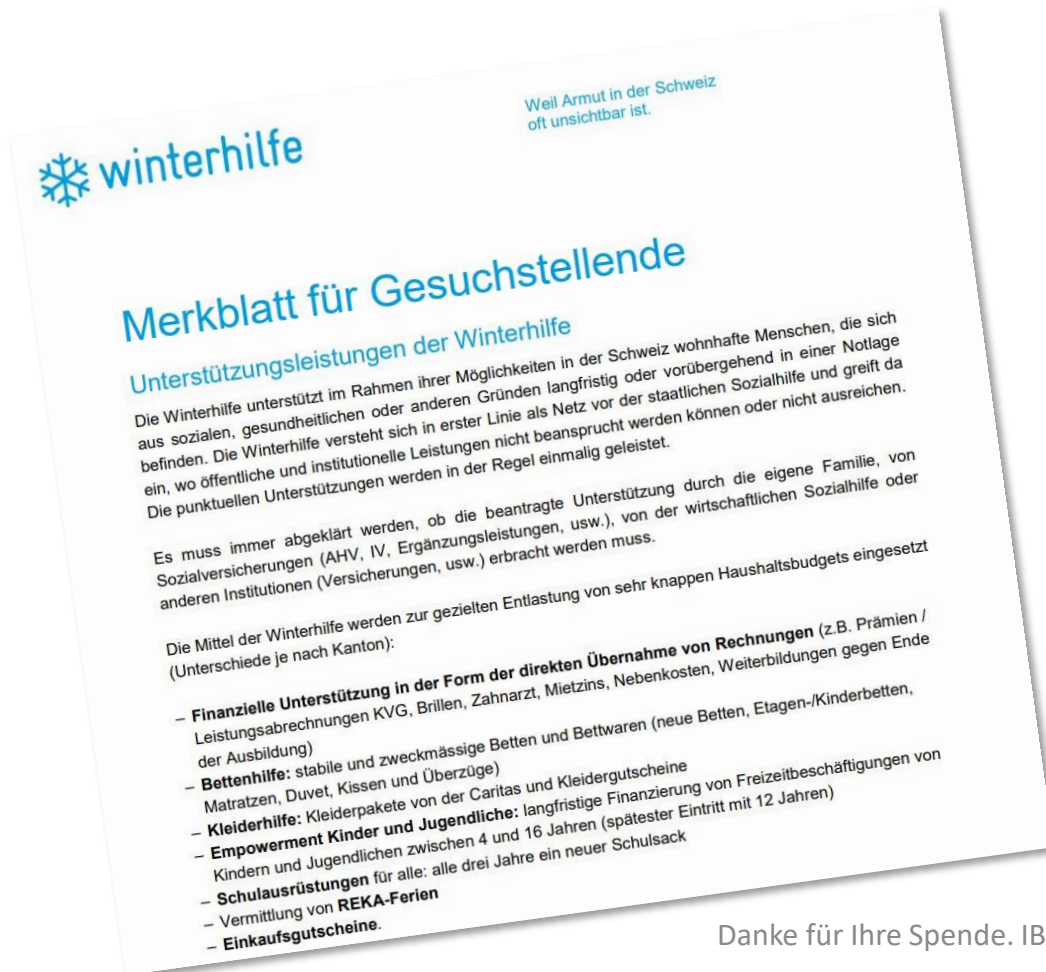 Weil Armut in der Schweiz
oft unsichtbar ist.
winterhilfe
Merkblatt für Gesuchstellende
Unterstützungsleistungen der Winterhilfe
Die Winterhilfe unterstützt im Rahmen ihrer Möglichkeiten in der Schweiz wohnhafte Menschen, die sich
aus sozialen, gesundheitlichen oder anderen Gründen langfristig oder vorübergehend in einer Notlage
befinden. Die Winterhilfe versteht sich in erster Linie als Netz vor der staatlichen Sozialhilfe und greift da
ein, wo öffentliche und institutionelle Leistungen nicht beansprucht werden können oder nicht ausreichen.
Die punktuellen Unterstützungen werden in der Regel einmalig geleistet.
Es muss immer abgeklärt werden, ob die beantragte Unterstützung durch die eigene Familie, von
Sozialversicherungen (AHV, IV, Ergänzungsleistungen, usw.), von der wirtschaftlichen Sozialhilfe oder
anderen Institutionen (Versicherungen, usw.) erbracht werden muss.
Die Mittel der Winterhilfe werden zur gezielten Entlastung von sehr knappen Haushaltsbudgets eingesetzt
(Unterschiede je nach Kanton):
– Finanzielle Unterstützung in der Form der direkten Übernahme von Rechnungen (z.B. Prämien /
Leistungsabrechnungen KVG, Brillen, Zahnarzt, Mietzins, Nebenkosten, Weiterbildungen gegen Ende
der Ausbildung)
– Bettenhilfe: stabile und zweckmässige Betten und Bettwaren (neue Betten, Etagen-/Kinderbetten,
Matratzen, Duvet, Kissen und Überzüge)
– Kleiderhilfe: Kleiderpakete von der Caritas und Kleidergutscheine
– Empowerment Kinder und Jugendliche: langfristige Finanzierung von Freizeitbeschäftigungen von
Kindern und Jugendlichen zwischen 4 und 16 Jahren (spätester Eintritt mit 12 Jahren)
– Schulausrüstungen für alle: alle drei Jahre ein neuer Schulsack
– Vermittlung von REKA-Ferien
– Einkaufsgutscheine.
Danke für Ihre Spende. IB